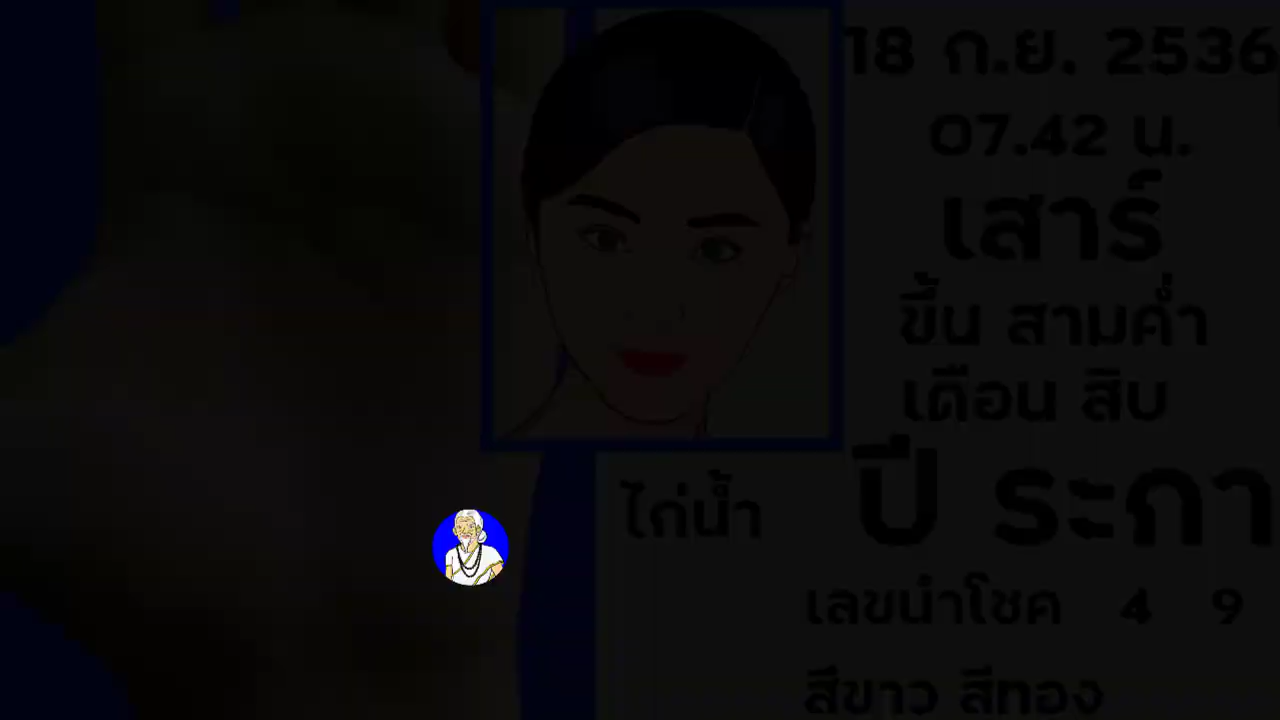 18 ก.ย. 2536
07.42 น.
เสาร์
ขึ้น สามค่ำ
เดือน สิบ
ปี ระกา
ไก่น้ำ
เลขนำโชค 4 9
สีขาว สีทอง